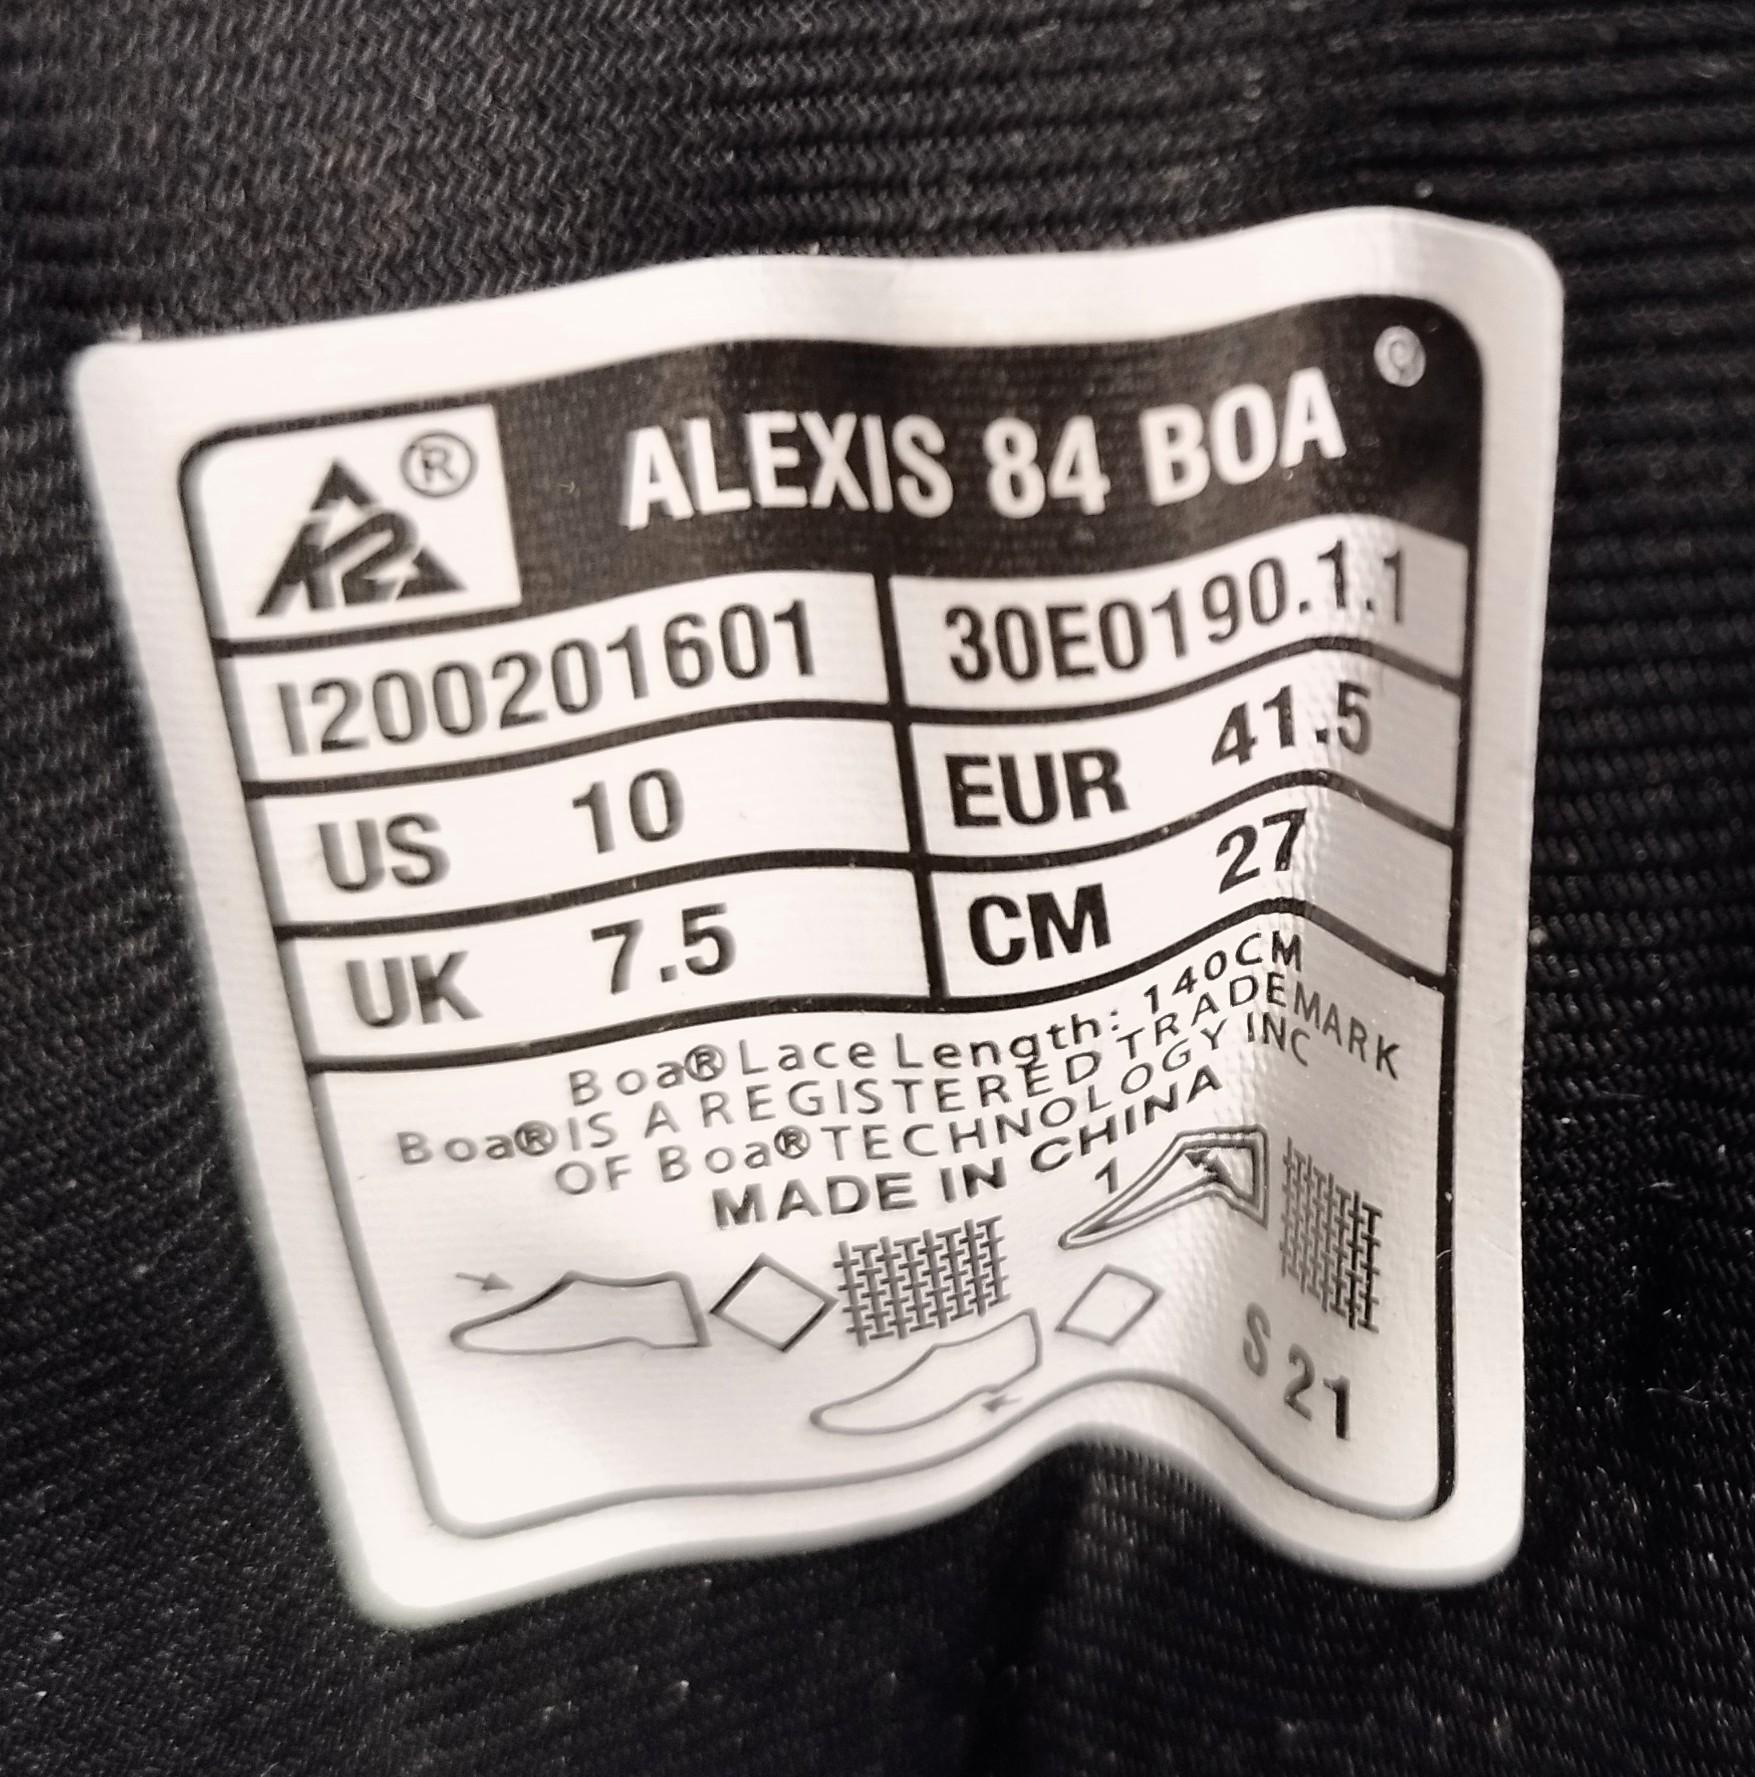 K2® ALEXIS 84 BOA ®
I200201601 30E0190.1.1
US 10 EUR 41.5
UK 7.5 CM 27
Boa® Lace Length: 140CM
Boa® IS A REGISTERED TRADEMARK
OF Boa® TECHNOLOGY INC
MADE IN CHINA
1
S 21